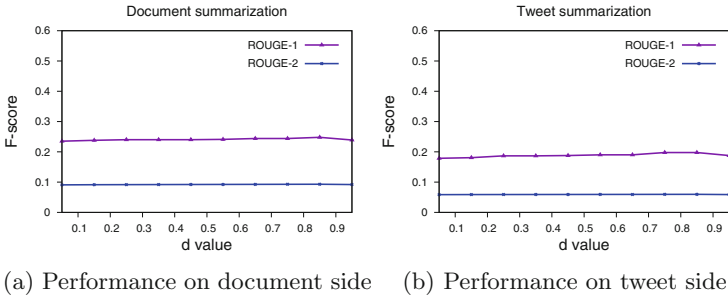 Document summarization
0.6
0.5
0.4
0.3
0.2
0.1
0
F-score
ROUGE-1
ROUGE-2
0.1 0.2 0.3 0.4 0.5 0.6 0.7 0.8 0.9
d value
(a) Performance on document side
Tweet summarization
0.6
0.5
0.4
0.3
0.2
0.1
0
F-score
ROUGE-1
ROUGE-2
0.1 0.2 0.3 0.4 0.5 0.6 0.7 0.8 0.9
d value
(b) Performance on tweet side